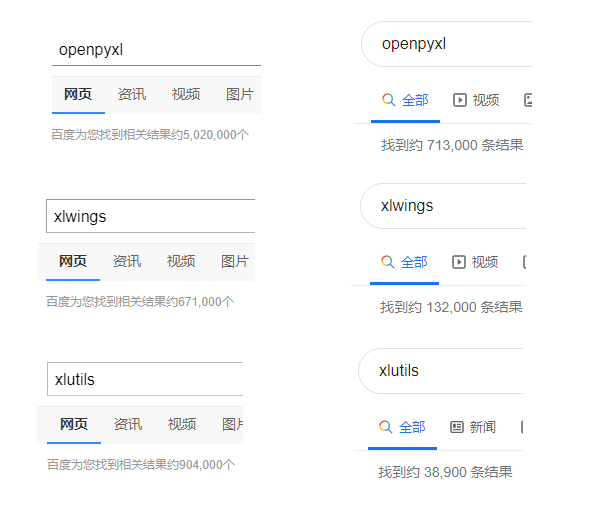 openpyxl
网页 资讯 视频 图片
百度为您找到相关结果约5,020,000个
openpyxl
全部 视频
找到约 713,000 条结果
xlwings
网页 资讯 视频 图片
百度为您找到相关结果约671,000个
xlwings
全部 视频
找到约 132,000 条结果
xlutils
网页 资讯 视频 图片
百度为您找到相关结果约904,000个
xlutils
全部 新闻
找到约 38,900 条结果